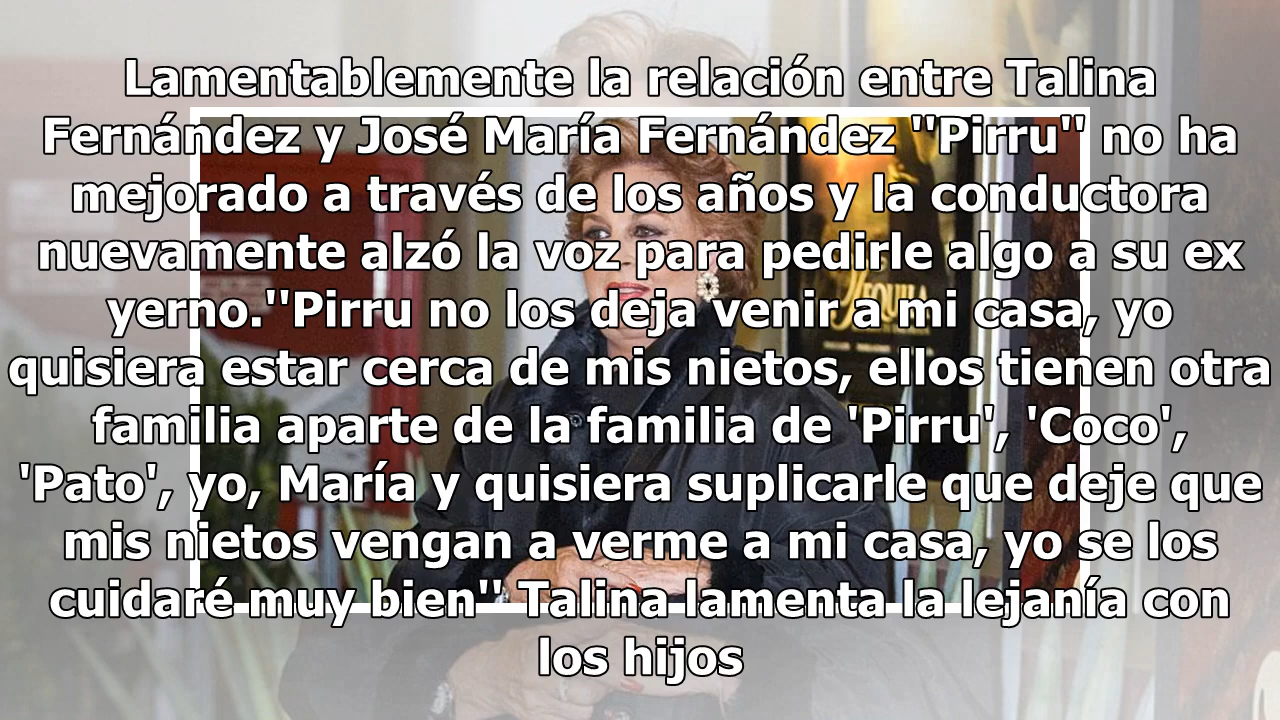 Lamentablemente la relación entre Talina
Fernández y José María Fernández ''Pirru'' no ha
mejorado a través de los años y la conductora
nuevamente alzó la voz para pedirle algo a su ex
yerno.''Pirru no los deja venir a mi casa, yo
quisiera estar cerca de mis nietos, ellos tienen otra
familia aparte de la familia de 'Pirru', 'Coco',
'Pato', yo, María y quisiera suplicarle que deje que
mis nietos vengan a verme a mi casa, yo se los
cuidaré muy bien'' Talina lamenta la lejanía con
los hijos
TEQUILA